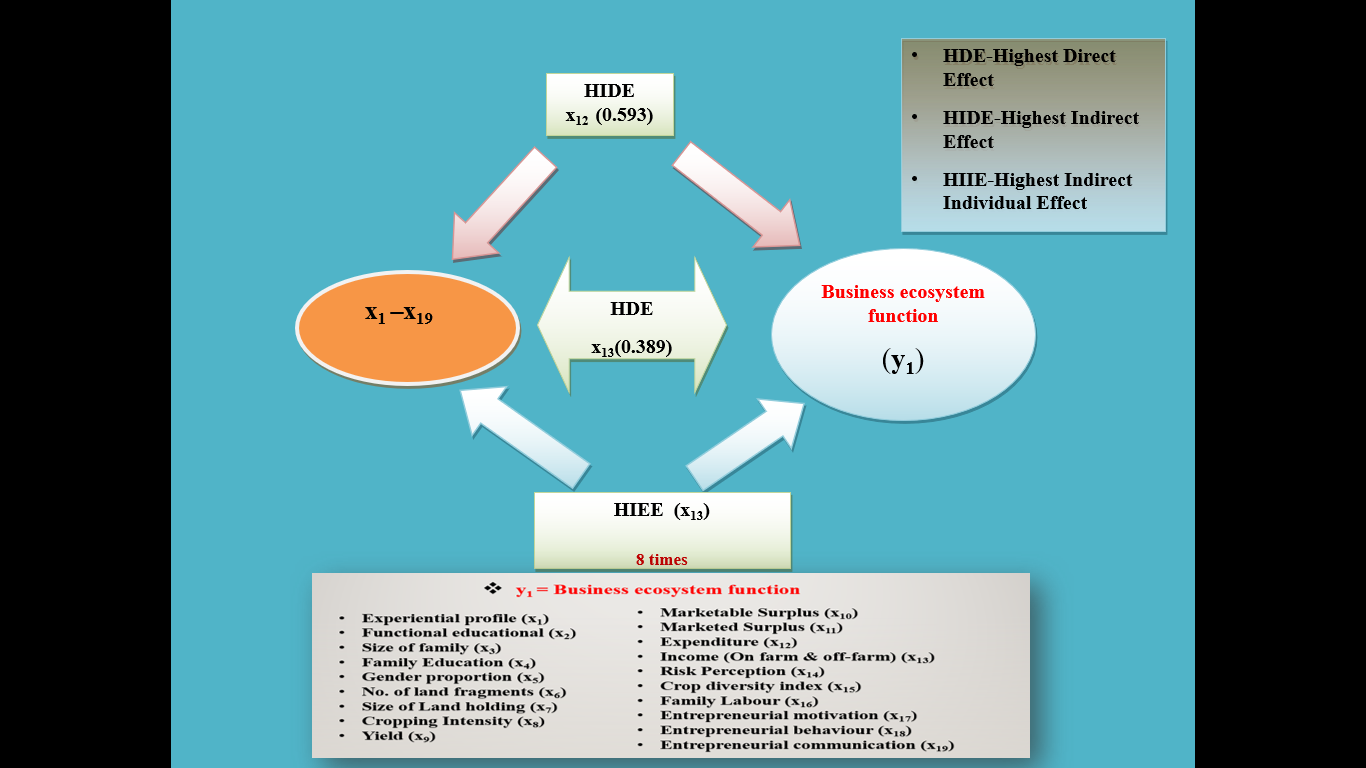 HIDE
x₁₂ (0.593)
• HDE-Highest Direct
Effect
• HIDE-Highest Indirect
Effect
• HIIE-Highest Indirect
Individual Effect
x₁ –x₁₉
HDE
x₁₃(0.389)
Business ecosystem
function
(y₁)
HIEE (x₁₃)
8 times
❖ y₁ = Business ecosystem function
• Experiential profile (x₁)
• Functional educational (x₂)
• Size of family (x₃)
• Family Education (x₄)
• Gender proportion (x₅)
• No. of land fragments (x₆)
• Size of Land holding (x₇)
• Cropping Intensity (x₈)
• Yield (x₉)
• Marketable Surplus (x₁₀)
• Marketed Surplus (x₁₁)
• Expenditure (x₁₂)
• Income (On farm & off-farm) (x₁₃)
• Risk Perception (x₁₄)
• Crop diversity index (x₁₅)
• Family Labour (x₁₆)
• Entrepreneurial motivation (x₁₇)
• Entrepreneurial behaviour (x₁₈)
• Entrepreneurial communication (x₁₉)